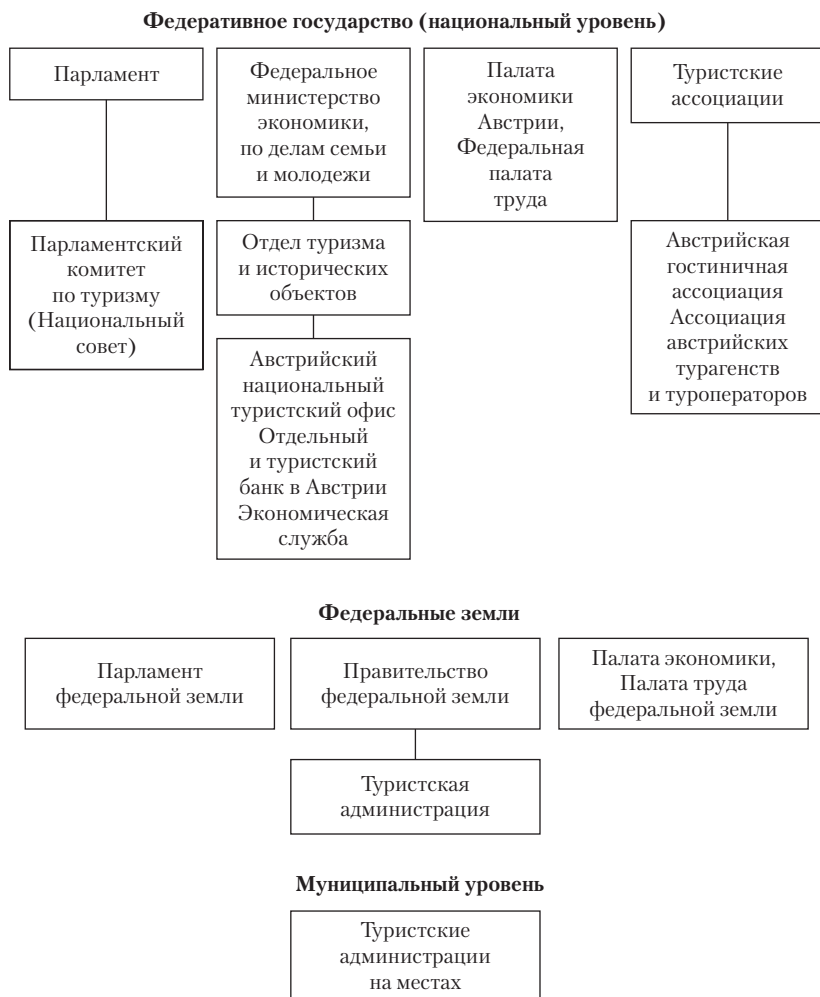 Федеративное государство (национальный уровень)
Парламент
Федеральное
министерство
экономики,
по делам семьи
и молодежи
Палата
экономики
Австрии,
Федеральная
палата
труда
Туристские
ассоциации
Парламентский
комитет
по туризму
(Национальный
совет)
Отдел туризма
и исторических
объектов
Австрийская
гостиничная
ассоциация
Ассоциация
австрийских
турагенств
и туроператоров
Австрийский
национальный
туристский офис
Отдельный
и туристский
банк в Австрии
Экономическая
служба
Федеральные земли
Парламент
федеральной земли
Правительство
федеральной земли
Палата экономики,
Палата труда
федеральной земли
Туристская
администрация
Муниципальный уровень
Туристские
администрации
на местах